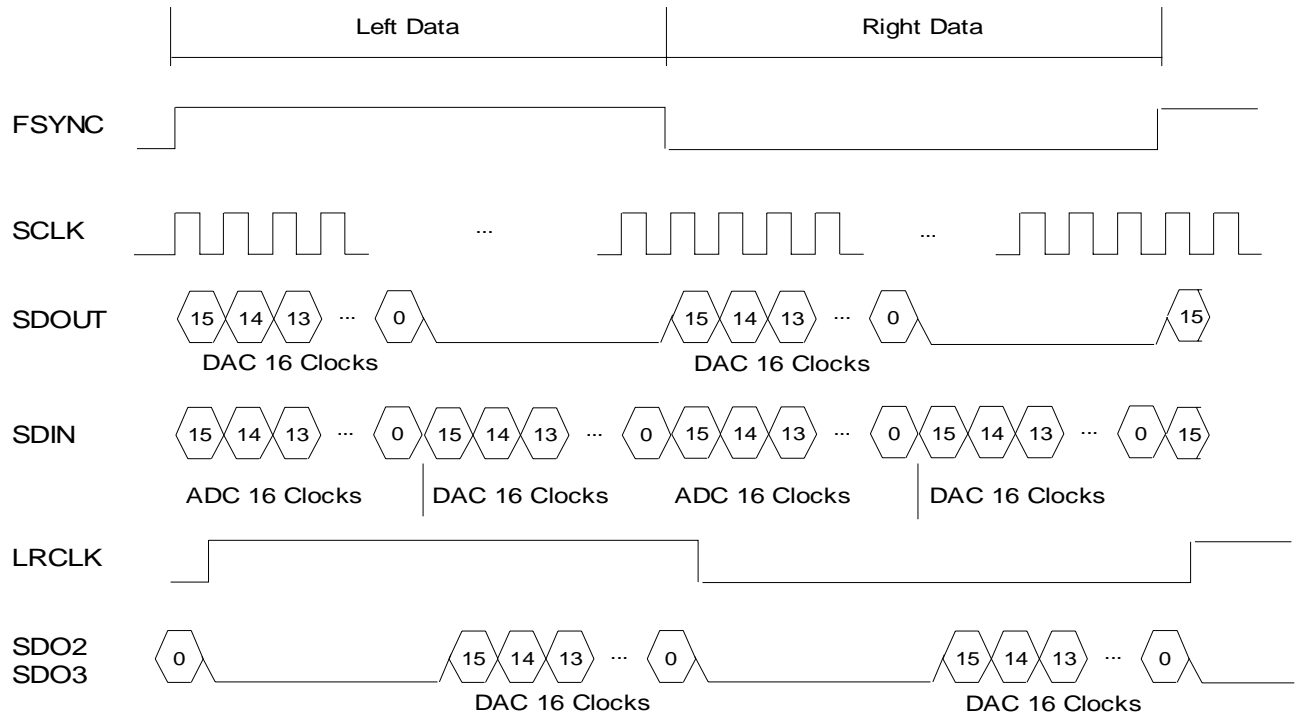 Left Data Right Data
FSYNC
SCLK ... ...
SDOUT 15 14 13 ... 0 15 14 13 ... 0 15
DAC 16 Clocks DAC 16 Clocks
SDIN 15 14 13 ... 0 15 14 13 ... 0 15 14 13 ... 0 15 14 13 ... 0 15
ADC 16 Clocks DAC 16 Clocks ADC 16 Clocks DAC 16 Clocks
LRCLK
SDO2
SDO3 0 15 14 13 ... 0 15 14 13 ... 0
DAC 16 Clocks DAC 16 Clocks